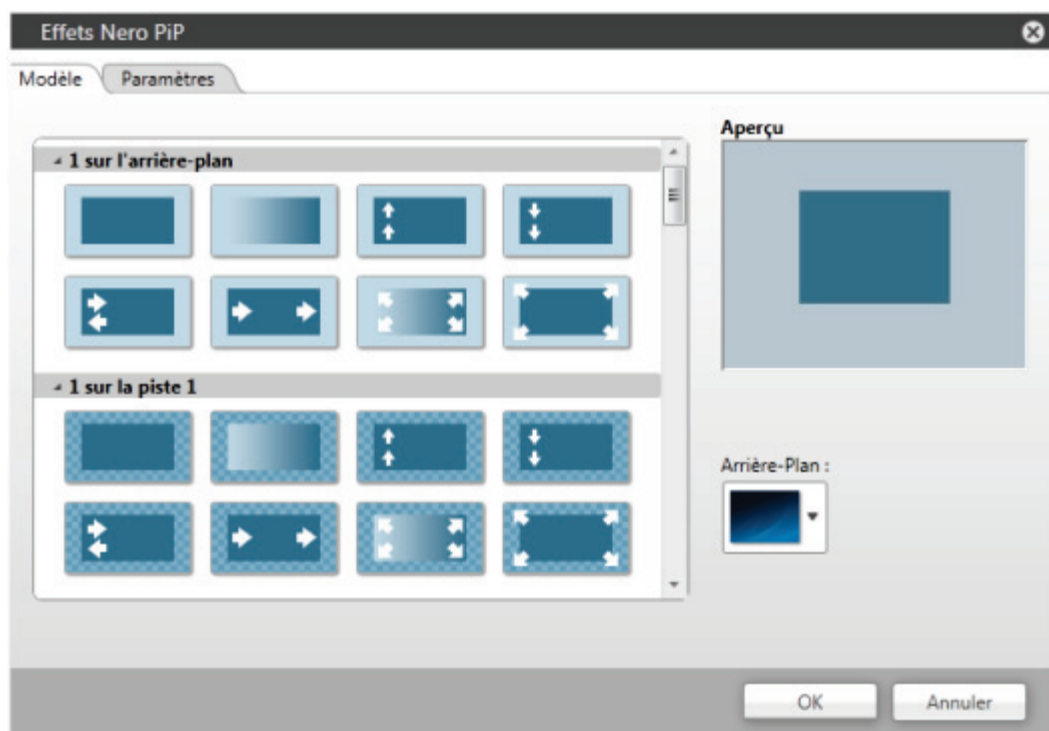 Effets Nero PiP
Modèle Paramètres
Aperçu
1 sur l'arrière-plan
1 sur la piste 1
Arrière-Plan :
OK Annuler